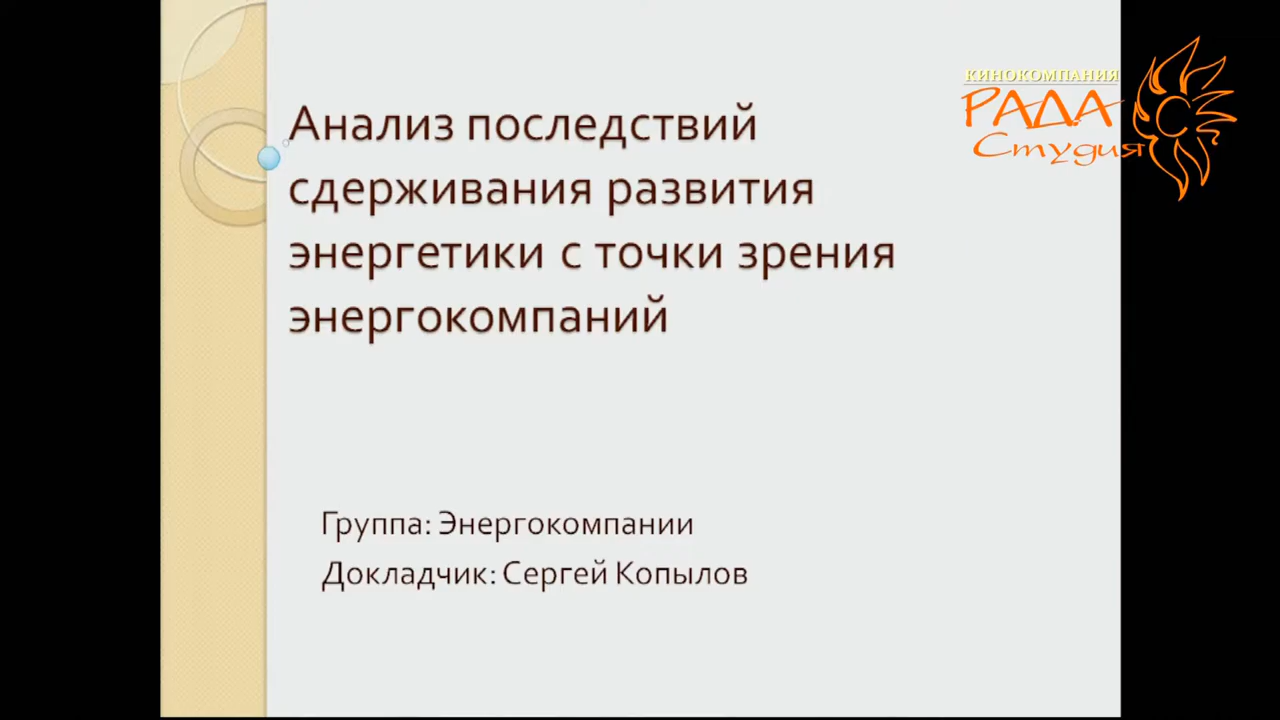 КИНОКОМПАНИЯ
РАДА
Студия
Анализ последствий
сдерживания развития
энергетики с точки зрения
энергокомпаний
Группа: Энергокомпании
Докладчик: Сергей Копылов